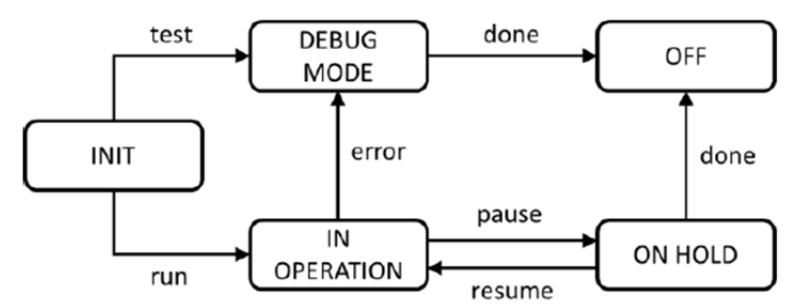 test
DEBUG
MODE
done
OFF
INIT
error
done
run
IN
OPERATION
pause
resume
ON HOLD